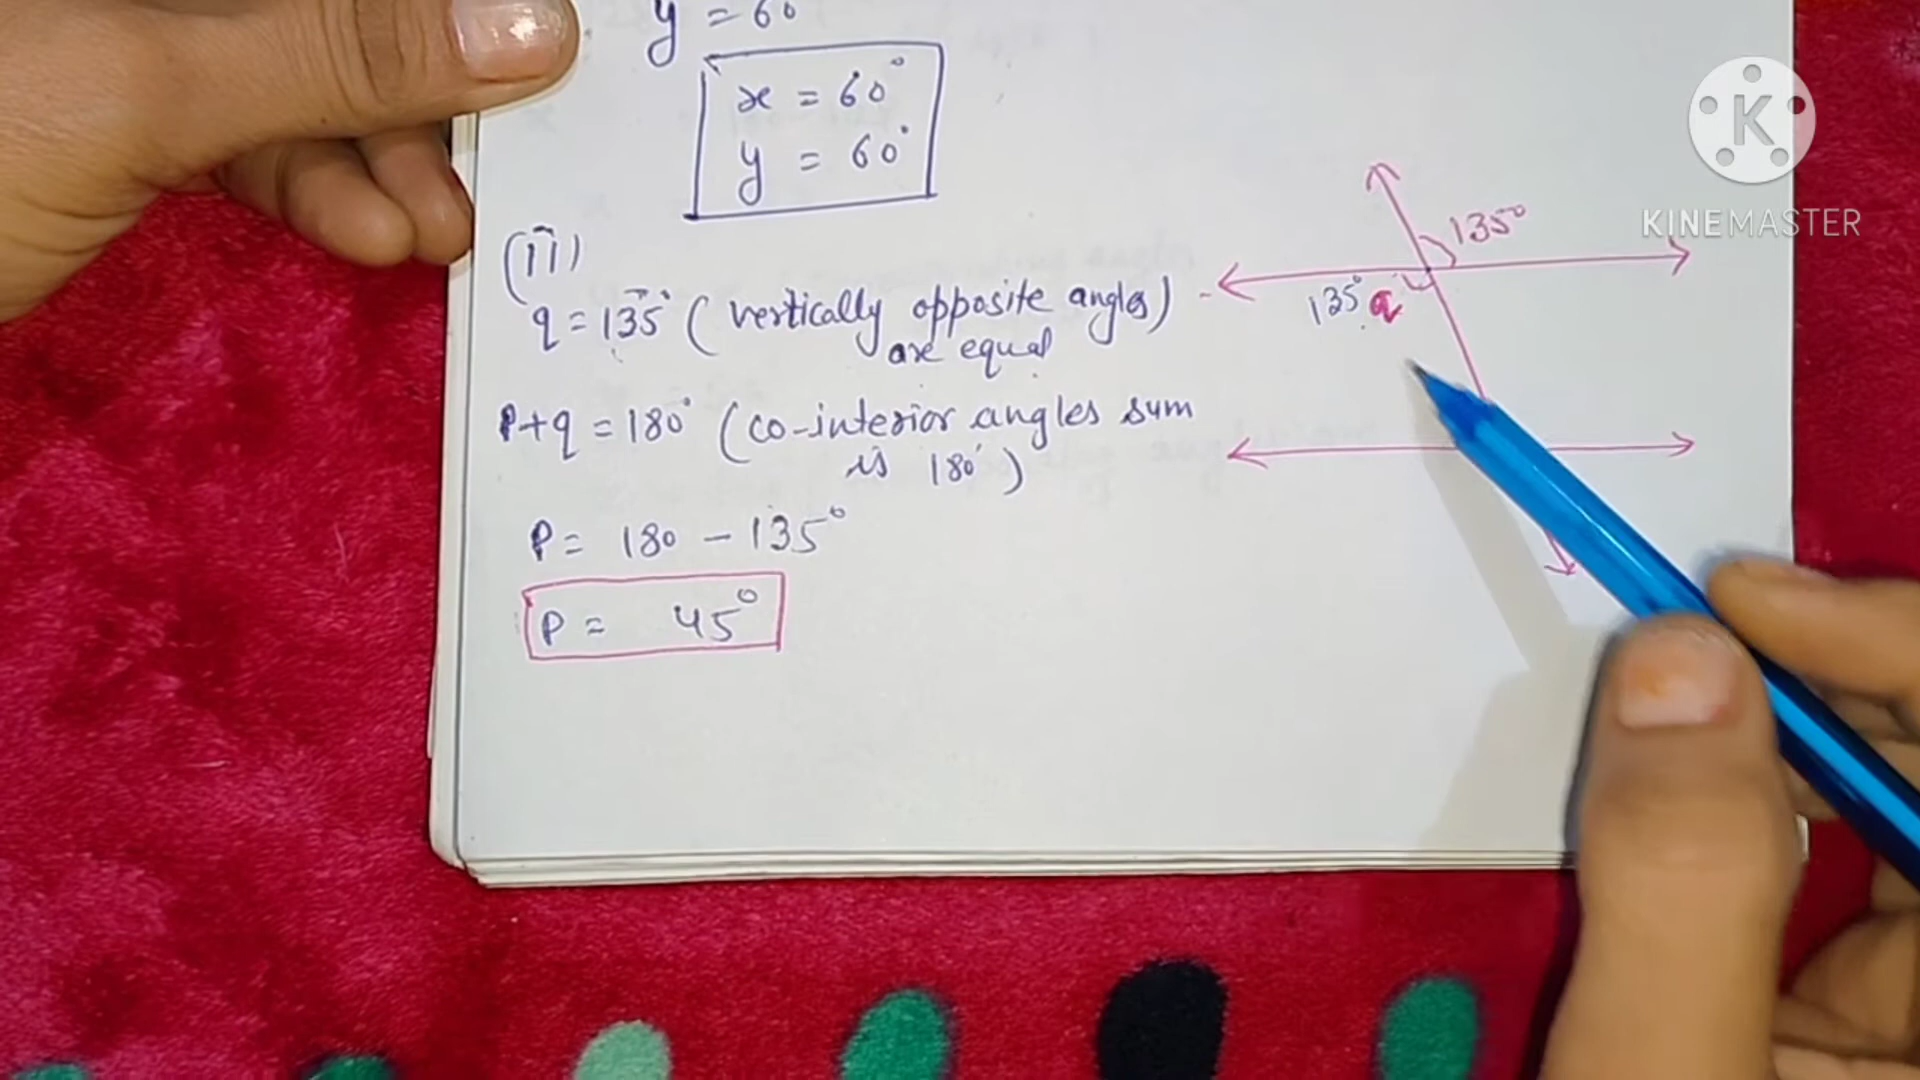 y = 60
x = 60°
y = 60°
(ii)
q = 135° (vertically opposite angles)
are equal
P+q = 180° (co-interior angles sum
is 180°)
P = 180 - 135°
P = 45°
135°
135° q
K
KINEMASTER